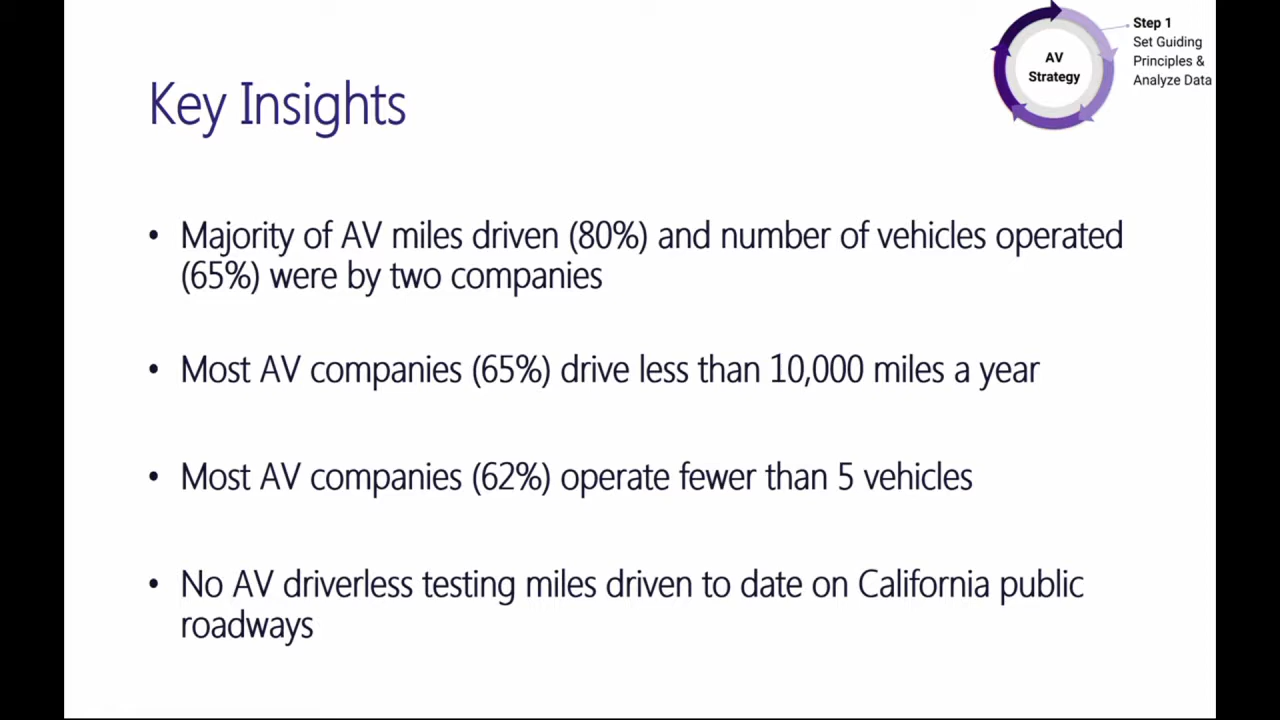 AV
Strategy
Step 1
Set Guiding
Principles &
Analyze Data
Key Insights
• Majority of AV miles driven (80%) and number of vehicles operated
(65%) were by two companies
• Most AV companies (65%) drive less than 10,000 miles a year
• Most AV companies (62%) operate fewer than 5 vehicles
• No AV driverless testing miles driven to date on California public
roadways